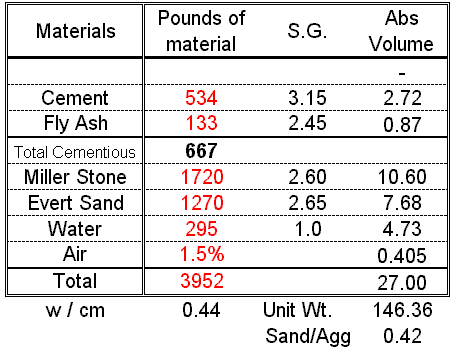 Materials Pounds of material S.G. Abs Volume
-
Cement 534 3.15 2.72
Fly Ash 133 2.45 0.87
Total Cementious 667
Miller Stone 1720 2.60 10.60
Evert Sand 1270 2.65 7.68
Water 295 1.0 4.73
Air 1.5% 0.405
Total 3952 27.00
w / cm 0.44 Unit Wt. 146.36
Sand/Agg 0.42